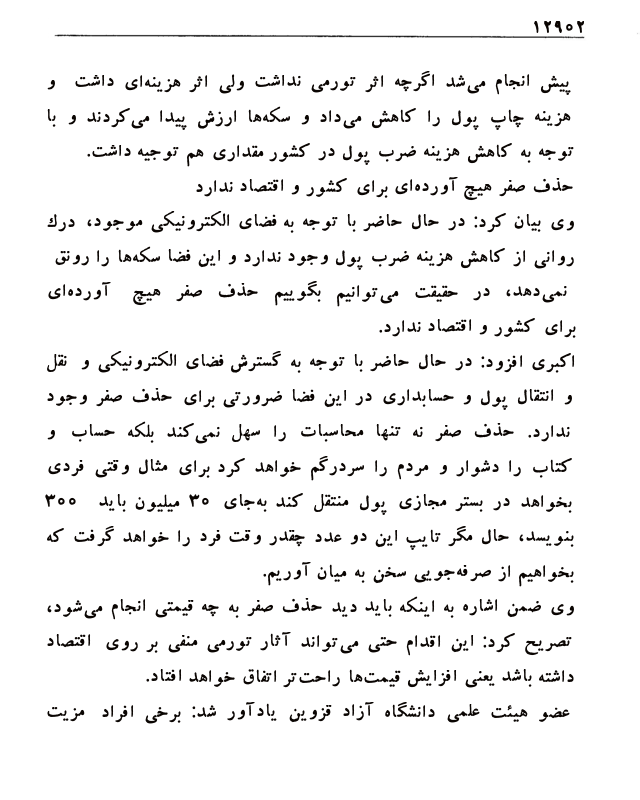 ۱۲۹۰۲
پیش انجام می‌شد اگرچه اثر تورمی نداشت ولی اثر هزینه‌ای داشت و
هزینه چاپ پول را کاهش می‌داد و سکه‌ها ارزش پیدا می‌کردند و با
توجه به کاهش هزینه ضرب پول در کشور مقداری هم توجیه داشت.
حذف صفر هیچ آورده‌ای برای کشور و اقتصاد ندارد
وی بیان کرد: در حال حاضر با توجه به فضای الکترونیکی موجود، درك
روانی از کاهش هزینه ضرب پول وجود ندارد و این فضا سکه‌ها را رونق
نمی‌دهد، در حقیقت می‌توانیم بگوییم حذف صفر هیچ آورده‌ای
برای کشور و اقتصاد ندارد.
اکبری افزود: در حال حاضر با توجه به گسترش فضای الکترونیکی و نقل
و انتقال پول و حسابداری در این فضا ضرورتی برای حذف صفر وجود
ندارد. حذف صفر نه تنها محاسبات را سهل نمی‌کند بلکه حساب و
کتاب را دشوار و مردم را سردرگم خواهد کرد برای مثال وقتی فردی
بخواهد در بستر مجازی پول منتقل کند به‌جای ۳۰ میلیون باید ۳۰۰
بنویسد، حال مگر تایپ این دو عدد چقدر وقت فرد را خواهد گرفت که
بخواهیم از صرفه‌جویی سخن به میان آوریم.
وی ضمن اشاره به اینکه باید دید حذف صفر به چه قیمتی انجام می‌شود،
تصریح کرد: این اقدام حتی می‌تواند آثار تورمی منفی بر روی اقتصاد
داشته باشد یعنی افزایش قیمت‌ها راحت‌تر اتفاق خواهد افتاد.
عضو هیئت علمی دانشگاه آزاد قزوین یادآور شد: برخی افراد مزیت